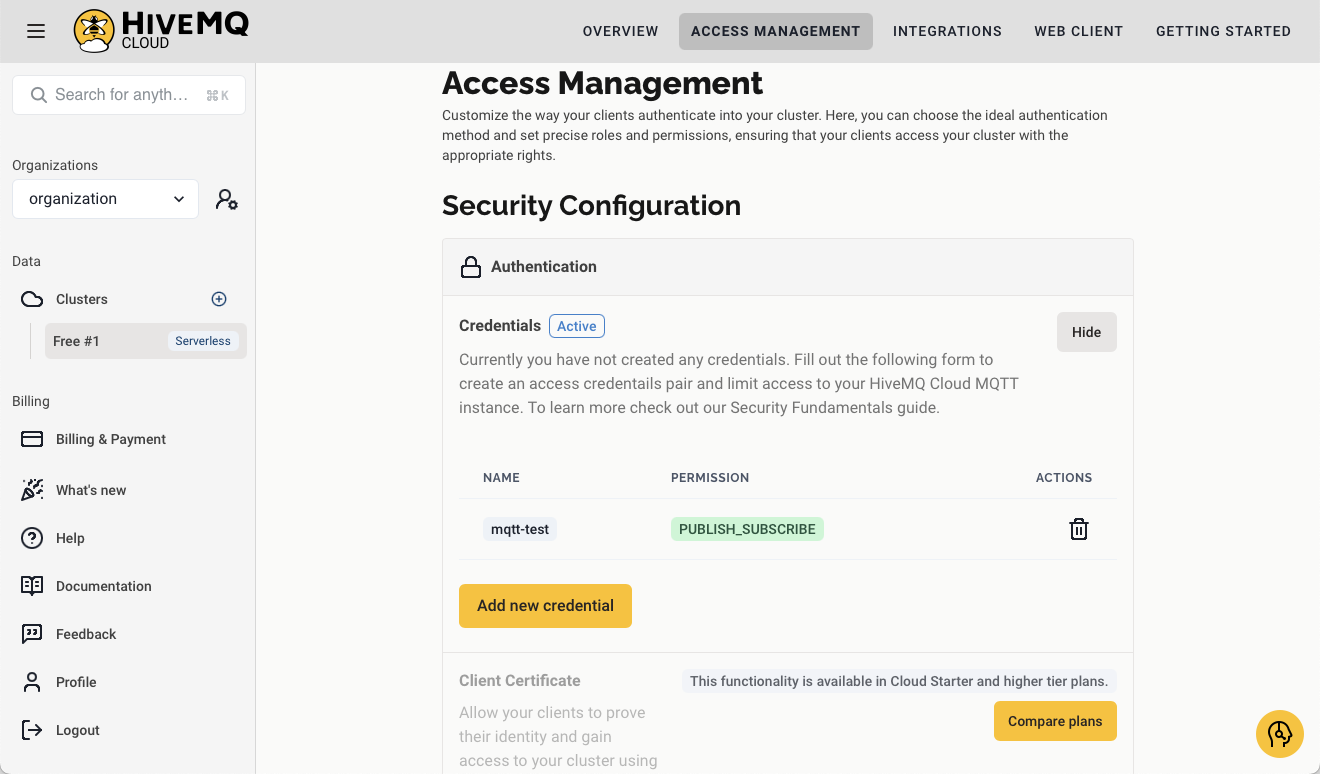 HIVEMQ
CLOUD
OVERVIEW
ACCESS MANAGEMENT
INTEGRATIONS
WEB CLIENT
GETTING STARTED
Search for anyth…
⌘ K
Organizations
organization
Data
Clusters
Free #1
Serverless
Billing
Billing & Payment
What's new
Help
Documentation
Feedback
Profile
Logout
Access Management
Customize the way your clients authenticate into your cluster. Here, you can choose the ideal authentication
method and set precise roles and permissions, ensuring that your clients access your cluster with the
appropriate rights.
Security Configuration
Authentication
Credentials
Active
Hide
Currently you have not created any credentials. Fill out the following form to
create an access credentails pair and limit access to your HiveMQ Cloud MQTT
instance. To learn more check out our Security Fundamentals guide.
NAME
PERMISSION
ACTIONS
mqtt-test
PUBLISH_SUBSCRIBE
Add new credential
Client Certificate
This functionality is available in Cloud Starter and higher tier plans.
Allow your clients to prove
their identity and gain
access to your cluster using
Compare plans